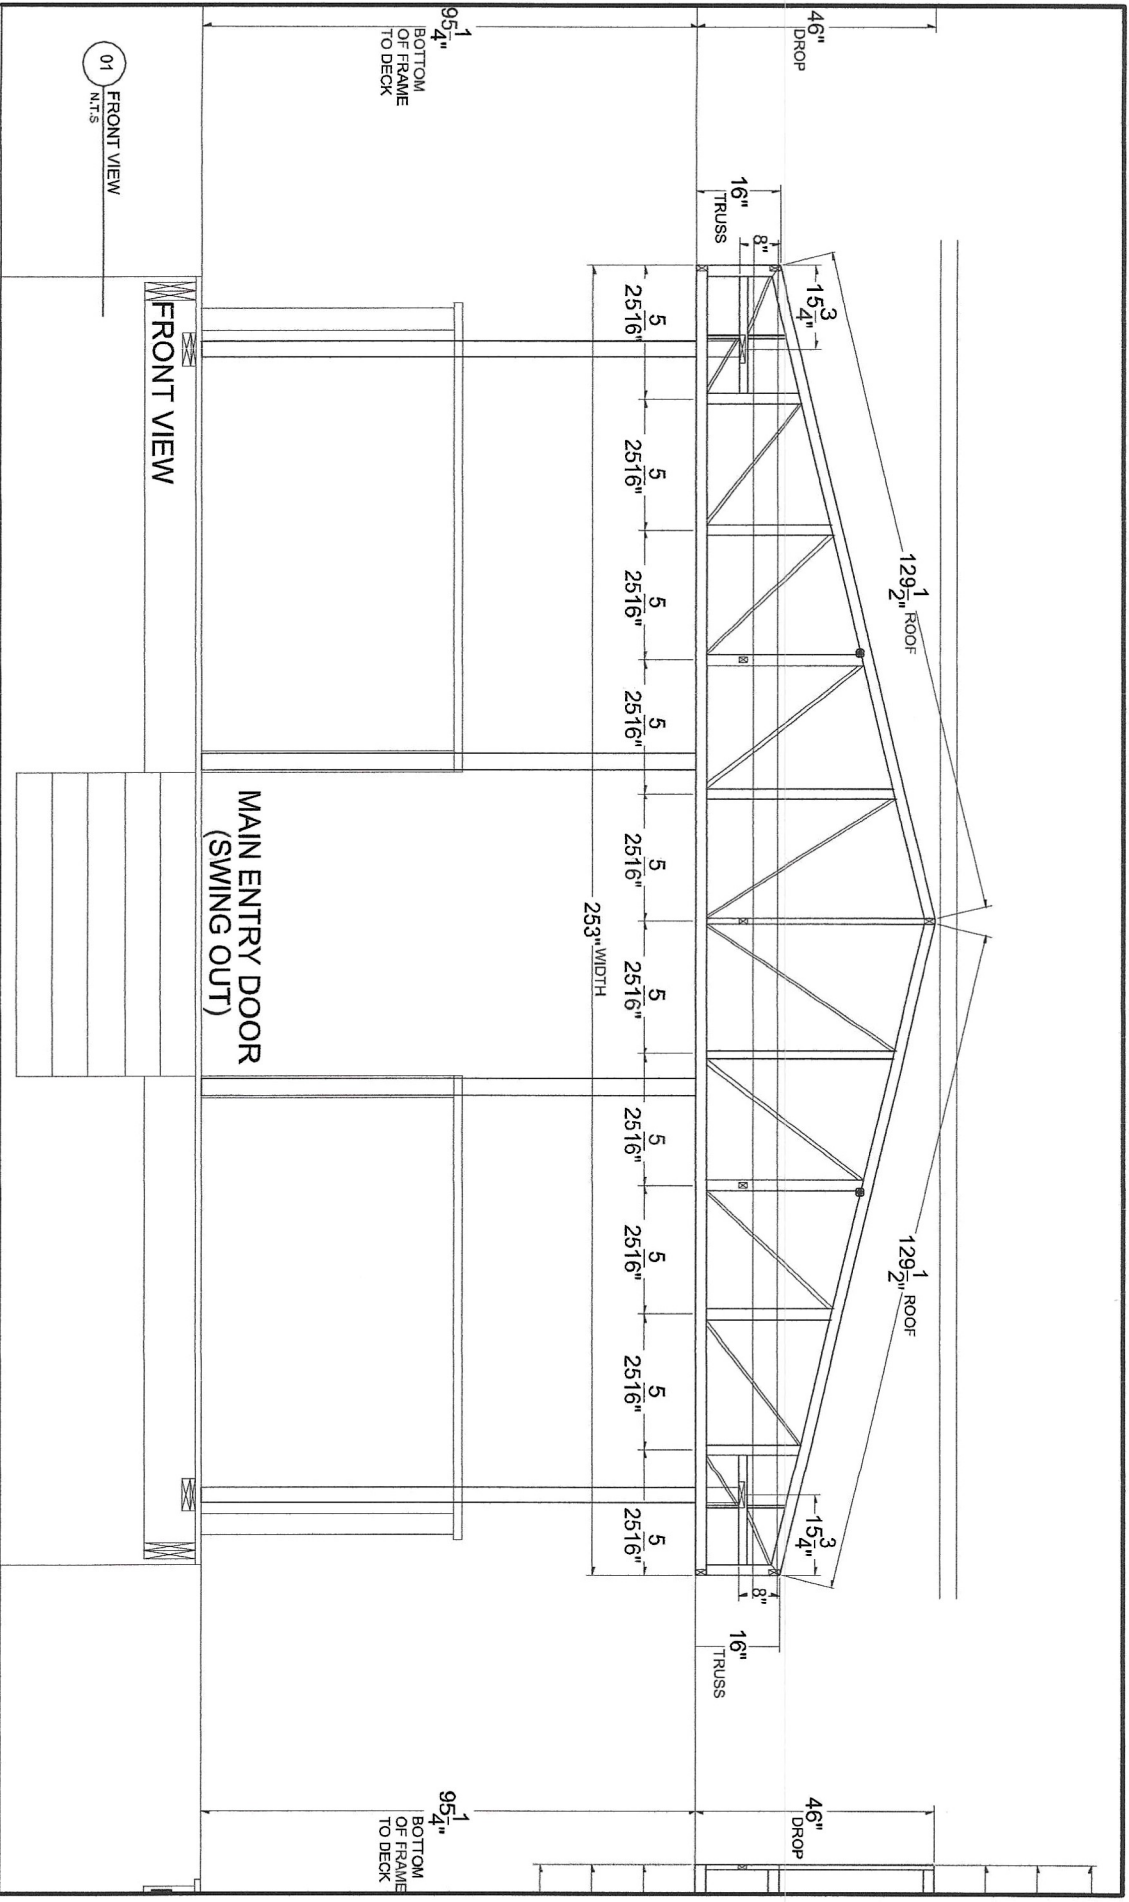 46"
DROP
95 1/4"
BOTTOM
OF FRAME
TO DECK
16"
TRUSS
8"
15 3/4"
129 1/2" ROOF
129 1/2" ROOF
15 3/4"
8"
16"
TRUSS
46"
DROP
95 1/4"
BOTTOM
OF FRAME
TO DECK
25 5/16"
25 5/16"
25 5/16"
25 5/16"
25 5/16"
25 5/16"
25 5/16"
25 5/16"
25 5/16"
25 5/16"
253" WIDTH
MAIN ENTRY DOOR
(SWING OUT)
FRONT VIEW
01
FRONT VIEW
N.T.S